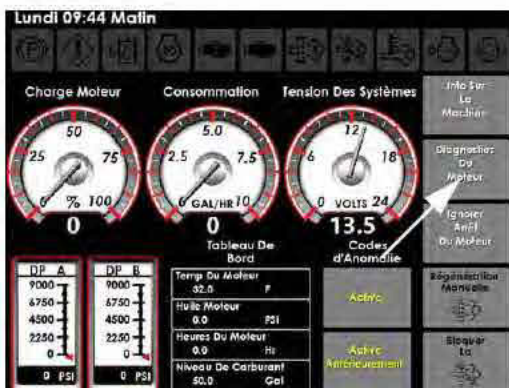 Lundi 09:44 Matin
Charge Moteur
Consommation
Tension Des Systèmes
50
25
75
0
% 100
0
5.0
2.5
7.5
0
GAL/HR 10
0
12
6
18
0
VOLTS 24
13.5
Info Sur
La
Machine
Diagnostics
Du
Moteur
Ignorer
Arrêt
Du Moteur
Régénération
Manuelle
Bloquer
La
DP A
9000
6750
4500
2250
0
0 PSI
DP B
9000
6750
4500
2250
0
0 PSI
Tableau De
Bord
Temp Du Moteur
32.0 F
Huile Moteur
0.0 PSI
Heures Du Moteur
0.0 Hr
Niveau De Carburant
50.0 Gal
Codes
d'Anomalie
Active
Active
Antérieurement